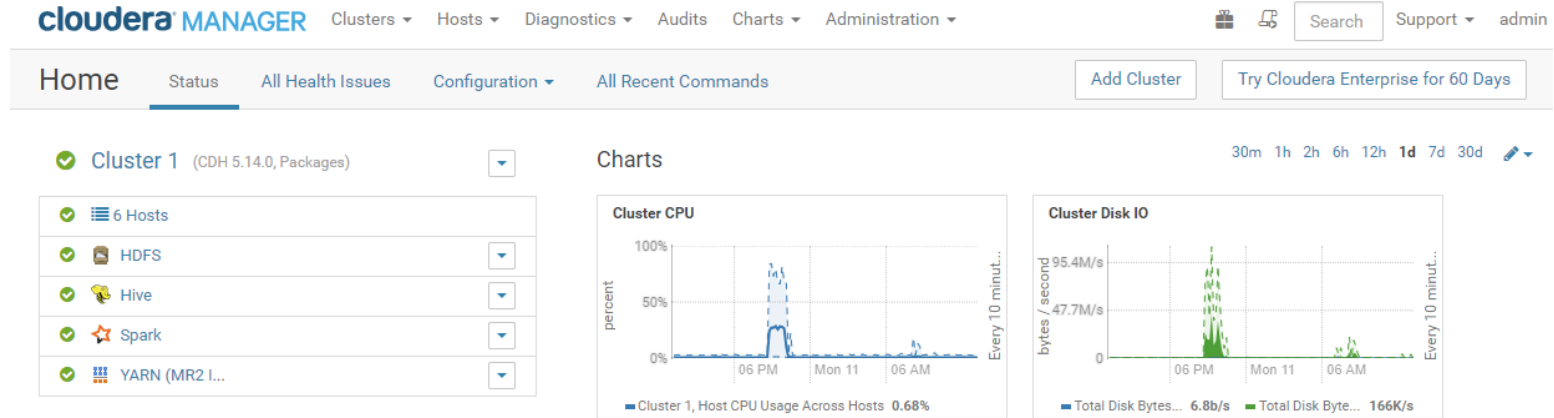 cloudera MANAGER Clusters Hosts Diagnostics Audits Charts Administration Search Support admin
Home Status All Health Issues Configuration All Recent Commands Add Cluster Try Cloudera Enterprise for 60 Days
Cluster 1 (CDH 5.14.0, Packages)
6 Hosts
HDFS
Hive
Spark
YARN (MR2 I...
Charts
30m 1h 2h 6h 12h 1d 7d 30d
Cluster CPU
percent
100%
50%
0%
06 PM Mon 11 06 AM
Every 10 minut...
Cluster 1, Host CPU Usage Across Hosts 0.68%
Cluster Disk IO
bytes / second
95.4M/s
47.7M/s
0
06 PM Mon 11 06 AM
Every 10 minut...
Total Disk Bytes... 6.8b/s Total Disk Byte... 166K/s